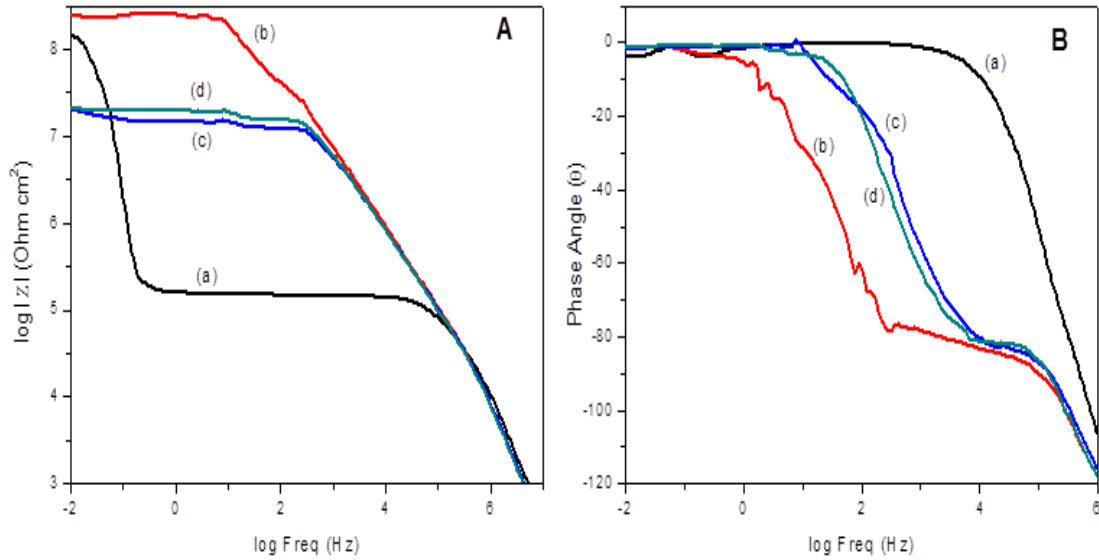 A
8
7
6
5
4
3
-2
0
2
4
6
log | Z | (Ohm cm²)
log Freq (Hz)
(b)
(d)
(c)
(a)
B
0
-20
-40
-60
-80
-100
-120
-2
0
2
4
6
Phase Angle (θ)
log Freq (Hz)
(a)
(c)
(b)
(d)